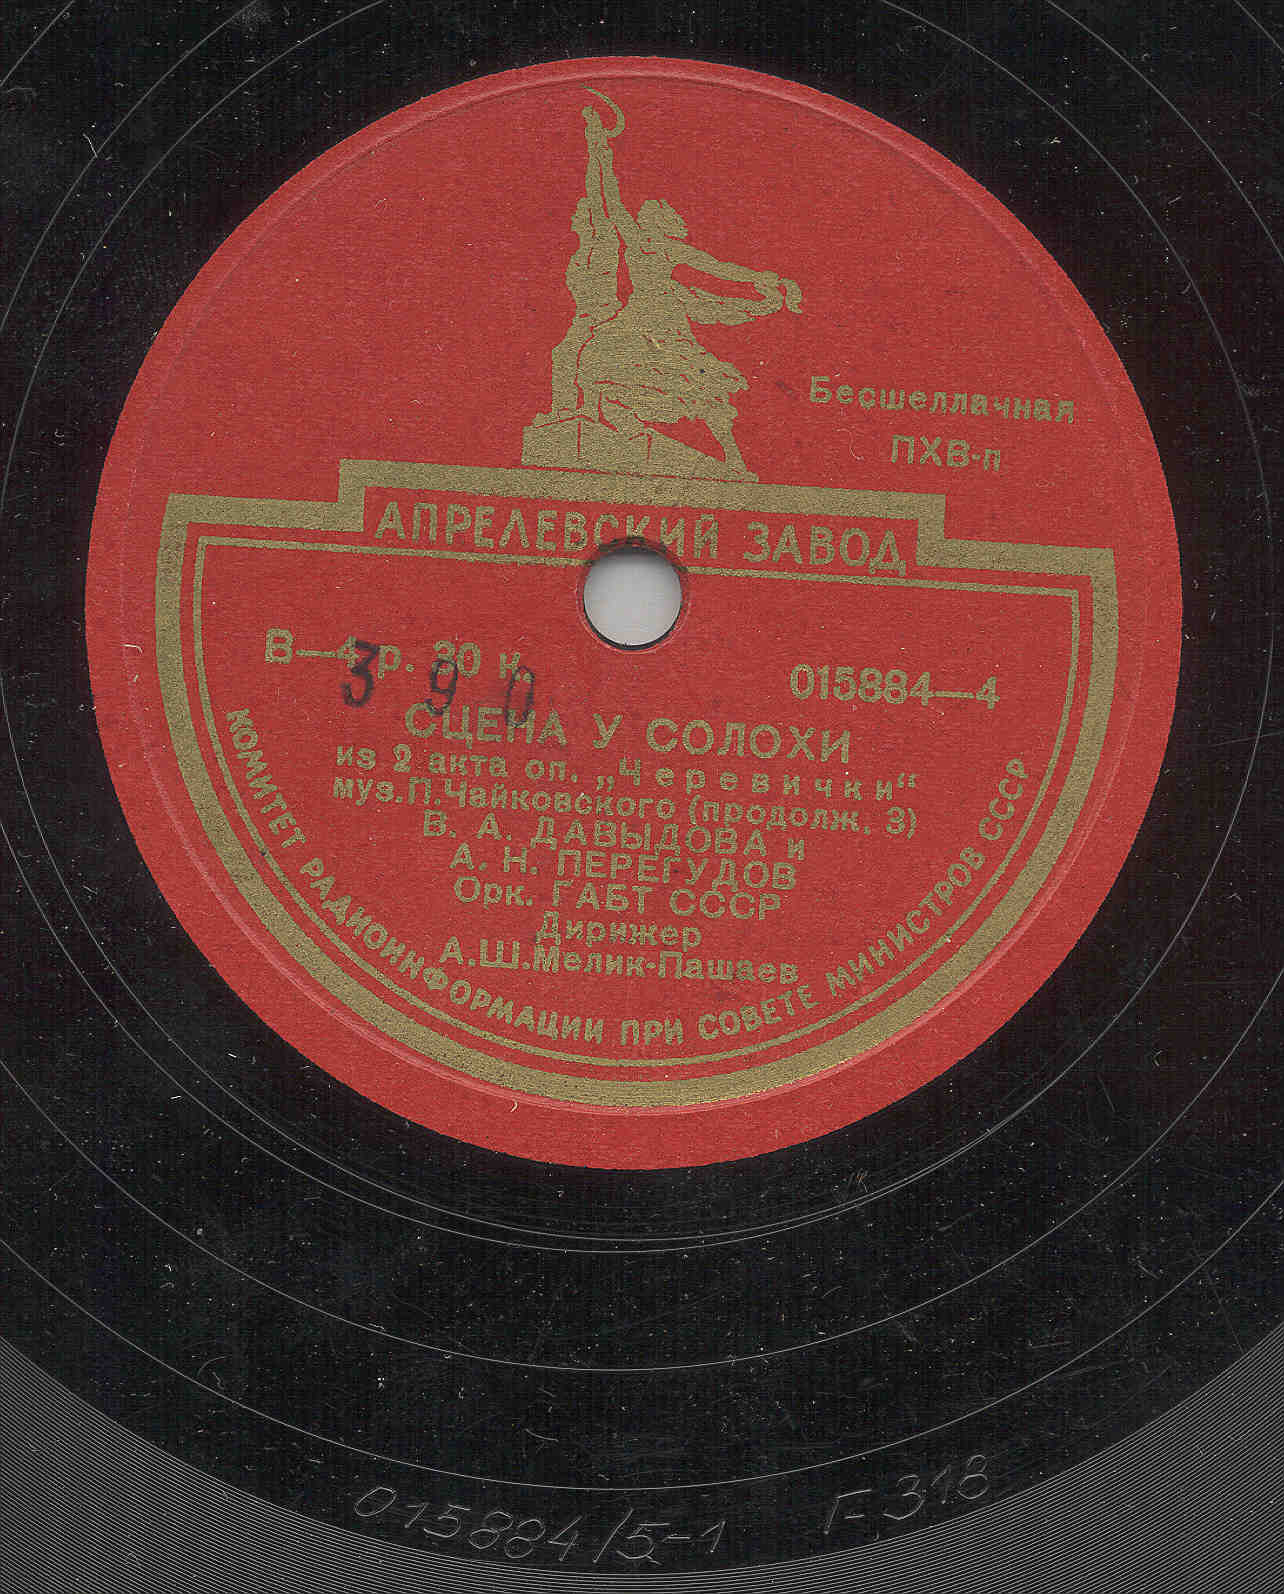 Бесшеллачная
ПХВ-п
АПРЕЛЕВСКИЙ ЗАВОД
В—4 р. 30 к.
3 9 0
015884—4
СЦЕНА У СОЛОХИ
из 2 акта оп. „Черевички“
муз.П.Чайковского (продолж. 3)
В. А. ДАВЫДОВА и
А. Н. ПЕРЕГУДОВ
Орк. ГАБТ СССР
Дирижер
А.Ш.Мелик-Пашаев
КОМИТЕТ РАДИОИНФОРМАЦИИ ПРИ СОВЕТЕ МИНИСТРОВ СССР
015884/5-1 Г-318